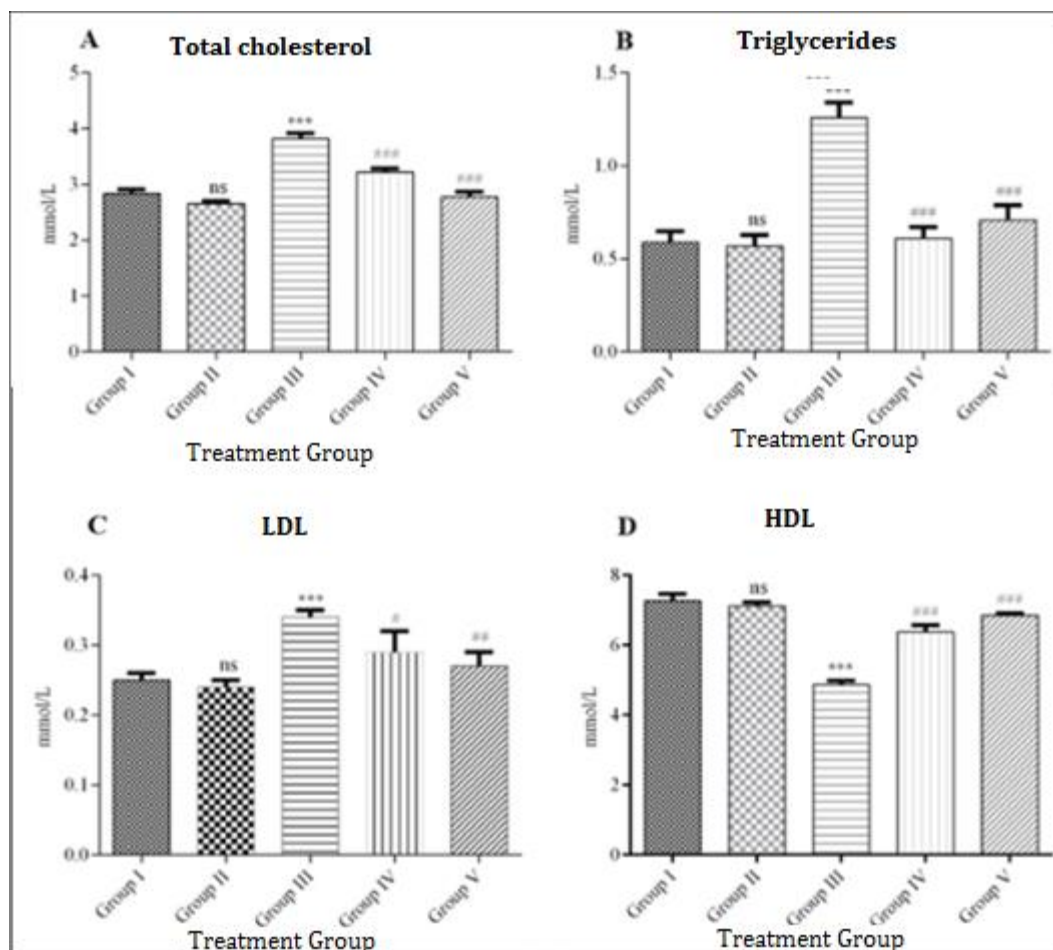 A
Total cholesterol
5
4
3
2
1
0
mmol/L
***
###
###
ns
Group I
Group II
Group III
Group IV
Group V
Treatment Group
B
Triglycerides
1.5
1.0
0.5
0.0
mmol/L
---
---
ns
###
###
Group I
Group II
Group III
Group IV
Group V
Treatment Group
C
LDL
0.4
0.3
0.2
0.1
0.0
mmol/L
***
#
##
ns
Group I
Group II
Group III
Group IV
Group V
Treatment Group
D
HDL
8
6
4
2
0
mmol/L
ns
***
###
###
Group I
Group II
Group III
Group IV
Group V
Treatment Group